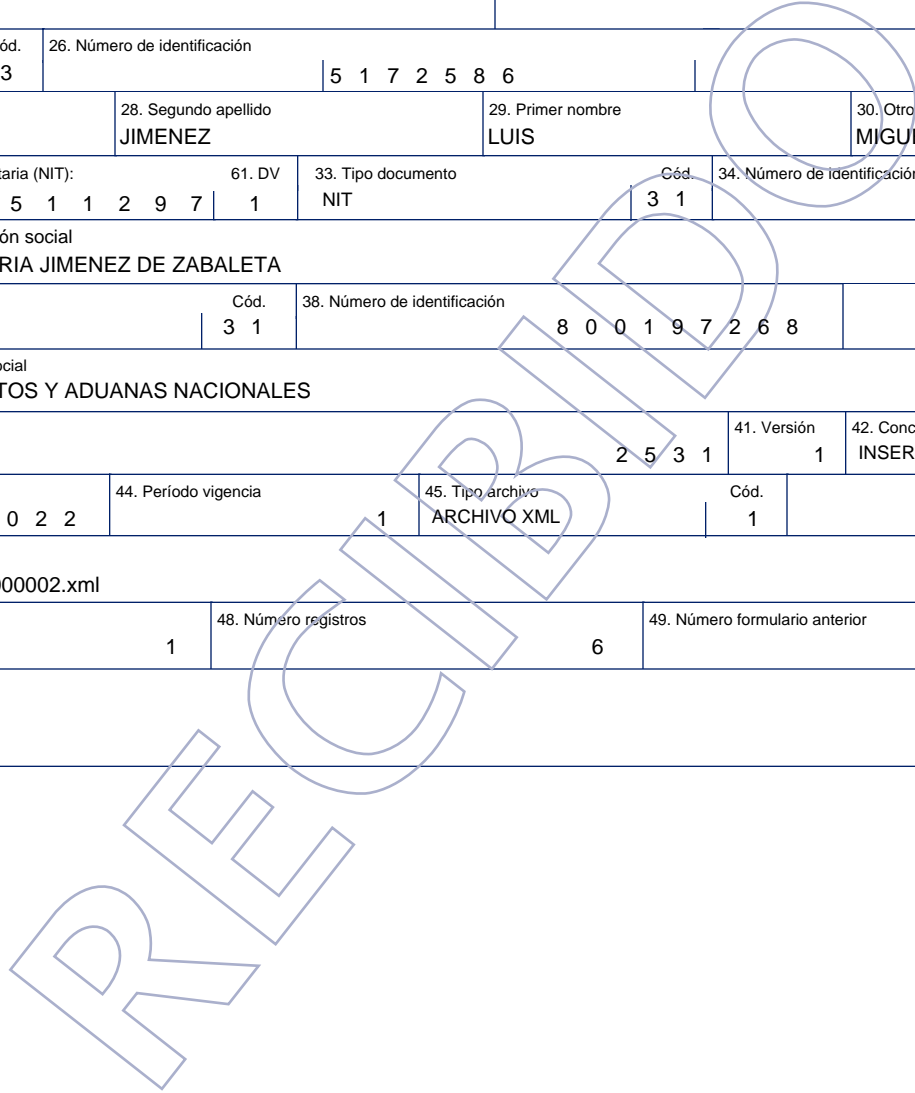 ód. 26. Número de identificación
3 5 1 7 2 5 8 6
28. Segundo apellido 29. Primer nombre 30. Otro
JIMENEZ LUIS MIGU
taria (NIT): 61. DV 33. Tipo documento Cód. 34. Número de identificación
5 1 1 2 9 7 1 NIT 3 1
ón social
RIA JIMENEZ DE ZABALETA
Cód. 38. Número de identificación
3 1 8 0 0 1 9 7 2 6 8
ocial
TOS Y ADUANAS NACIONALES
41. Versión 42. Conc
2 5 3 1 1 INSER
44. Período vigencia 45. Tipo archivo Cód.
0 2 2 1 ARCHIVO XML 1
000002.xml
48. Número registros 49. Número formulario anterior
1 6
RECIBIDO